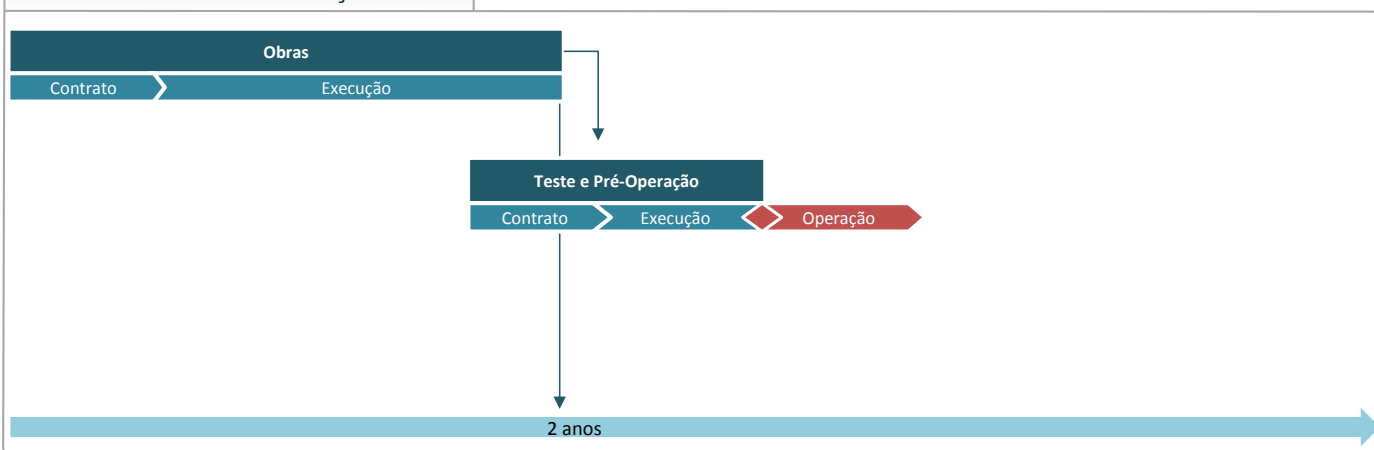 Obras
Contrato
Execução
Teste e Pré-Operação
Contrato
Execução
Operação
2 anos